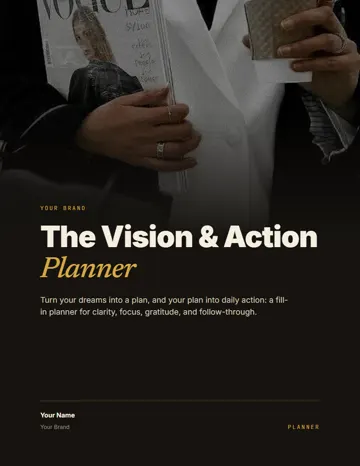 VOGUE
YOUR BRAND
The Vision & Action
Planner
Turn your dreams into a plan, and your plan into daily action: a fill-
in planner for clarity, focus, gratitude, and follow-through.
Your Name
Your Brand
PLANNER